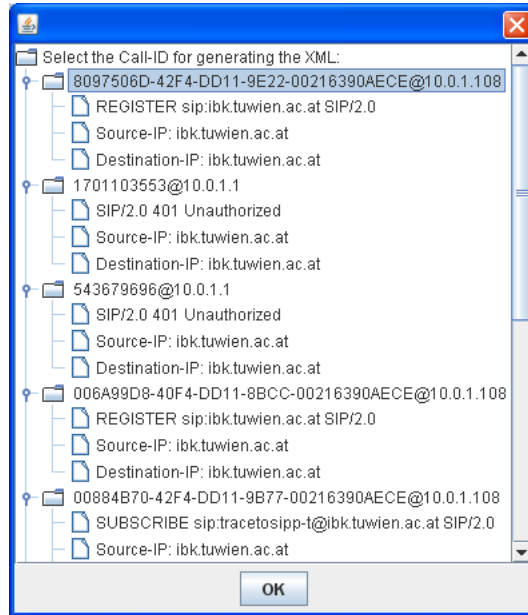 Select the Call-ID for generating the XML:
8097506D-42F4-DD11-9E22-00216390AECE@10.0.1.108
REGISTER sip:ibk.tuwien.ac.at SIP/2.0
Source-IP: ibk.tuwien.ac.at
Destination-IP: ibk.tuwien.ac.at
1701103553@10.0.1.1
SIP/2.0 401 Unauthorized
Source-IP: ibk.tuwien.ac.at
Destination-IP: ibk.tuwien.ac.at
543679696@10.0.1.1
SIP/2.0 401 Unauthorized
Source-IP: ibk.tuwien.ac.at
Destination-IP: ibk.tuwien.ac.at
006A99D8-40F4-DD11-8BCC-00216390AECE@10.0.1.108
REGISTER sip:ibk.tuwien.ac.at SIP/2.0
Source-IP: ibk.tuwien.ac.at
Destination-IP: ibk.tuwien.ac.at
00884B70-42F4-DD11-9B77-00216390AECE@10.0.1.108
SUBSCRIBE sip:tracetosipp-t@ibk.tuwien.ac.at SIP/2.0
Source-IP: ibk.tuwien.ac.at
OK